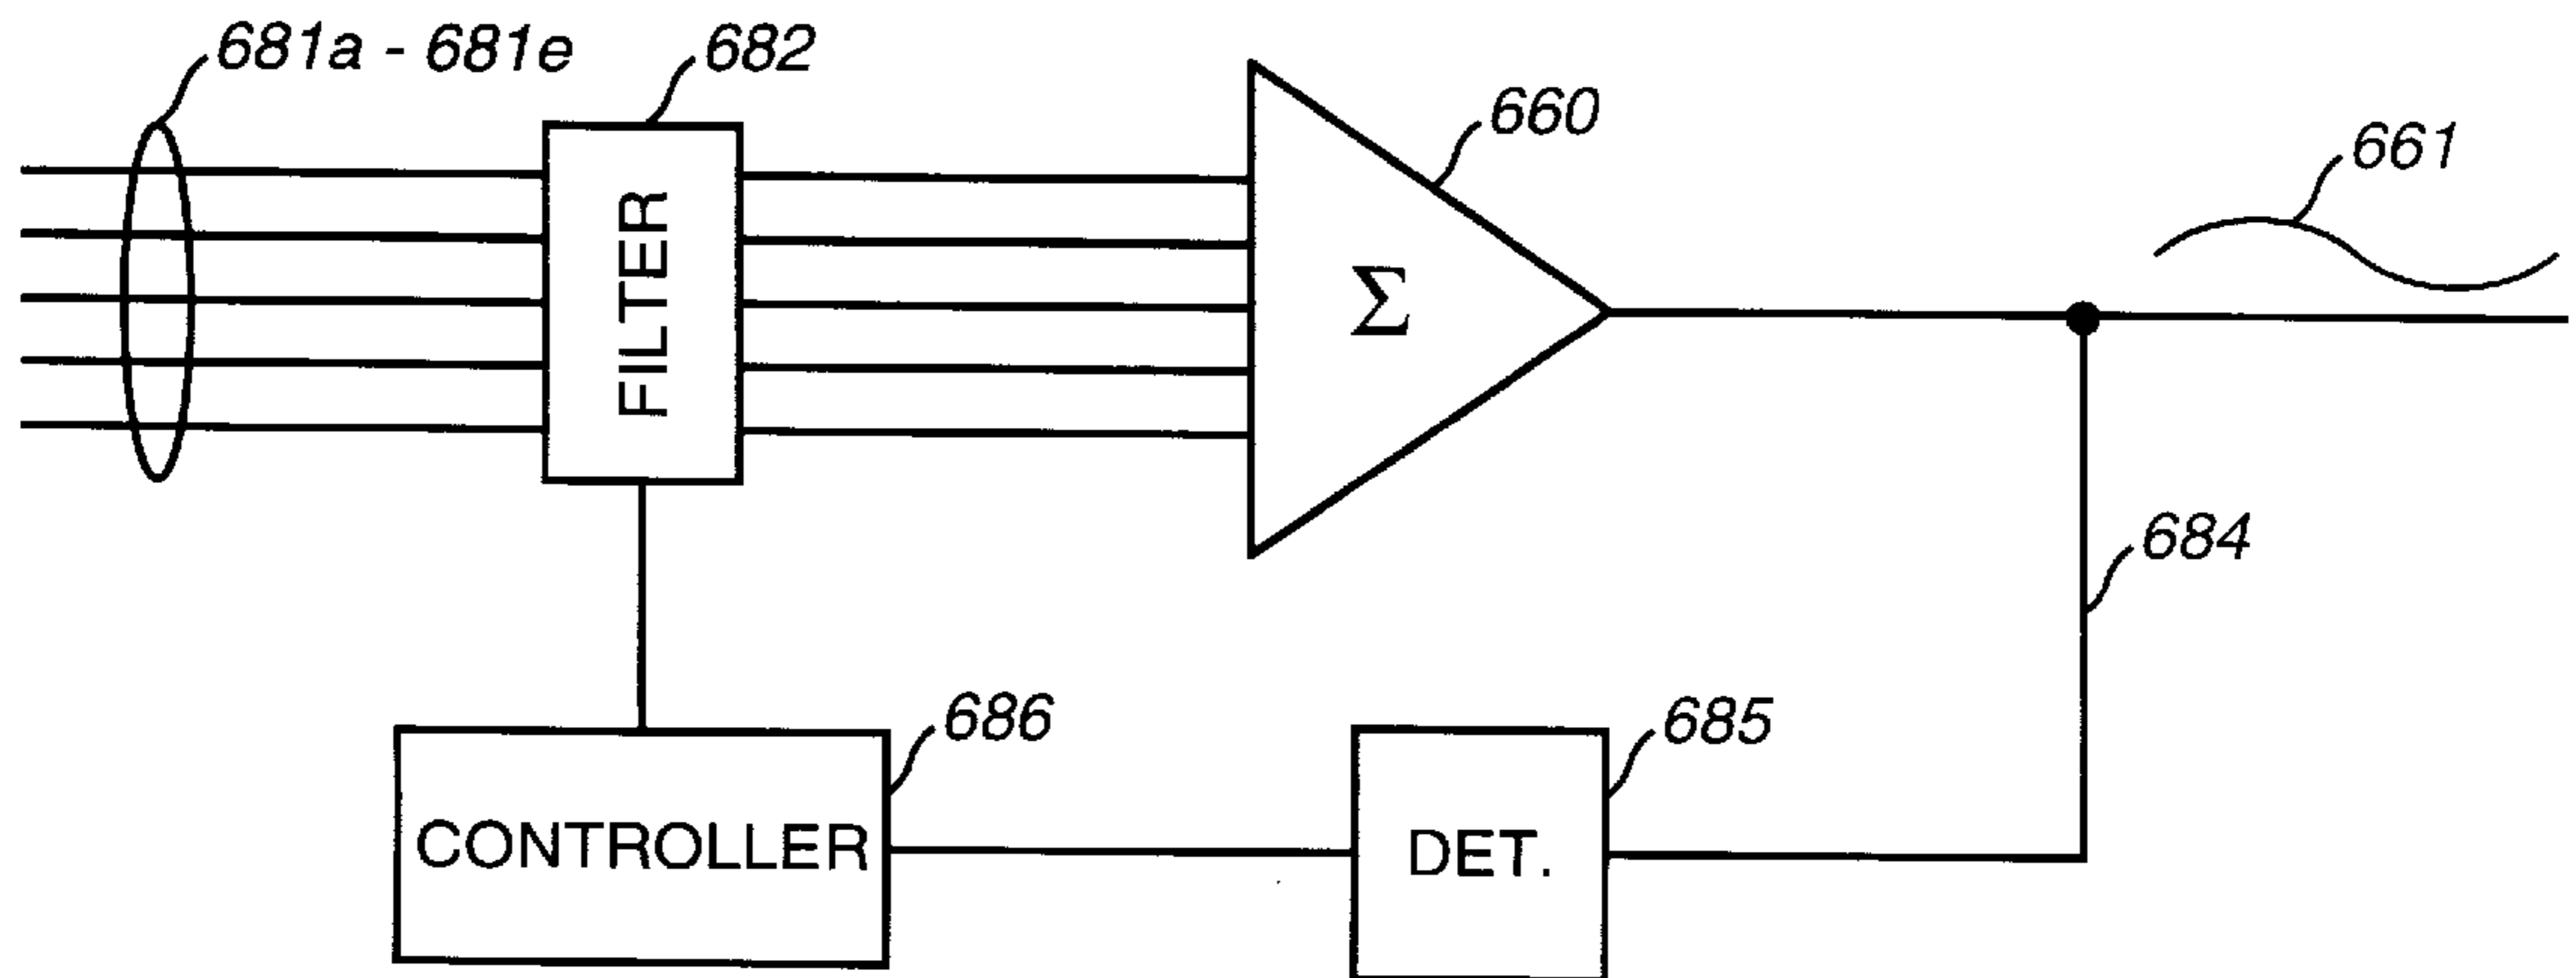 681a - 681e
682
660
661
FILTER
Σ
684
686
685
CONTROLLER
DET.